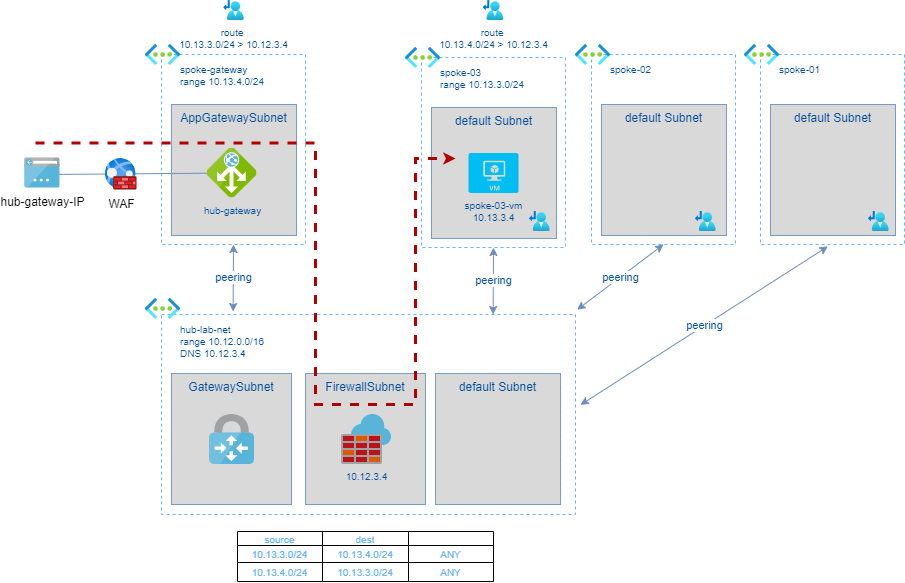 route
10.13.3.0/24 > 10.12.3.4
route
10.13.4.0/24 > 10.12.3.4
spoke-gateway
range 10.13.4.0/24
spoke-03
range 10.13.3.0/24
spoke-02
spoke-01
AppGatewaySubnet
default Subnet
default Subnet
default Subnet
hub-gateway-IP
WAF
hub-gateway
VM
spoke-03-vm
10.13.3.4
peering
peering
peering
peering
hub-lab-net
range 10.12.0.0/16
DNS 10.12.3.4
GatewaySubnet
FirewallSubnet
default Subnet
10.12.3.4
source dest
10.13.3.0/24 10.13.4.0/24 ANY
10.13.4.0/24 10.13.3.0/24 ANY